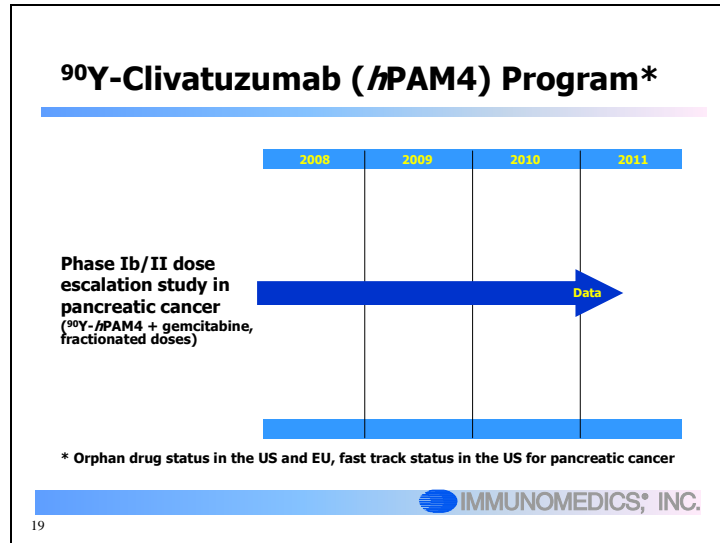 ⁹⁰Y-Clivatuzumab (hPAM4) Program*
2008 2009 2010 2011
Phase Ib/II dose
escalation study in
pancreatic cancer
(⁹⁰Y-hPAM4 + gemcitabine,
fractionated doses)
Data
* Orphan drug status in the US and EU, fast track status in the US for pancreatic cancer
IMMUNOMEDICS,® INC.
19